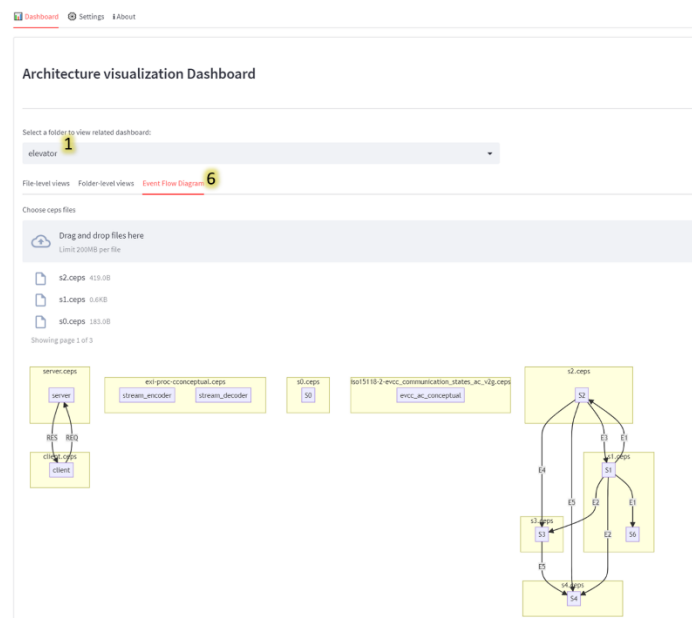 Dashboard Settings About
Architecture visualization Dashboard
Select a folder to view related dashboard:
1
elevator
File-level views Folder-level views Event Flow Diagram 6
Choose ceps files
Drag and drop files here
Limit 200MB per file
s2.ceps 419.0B
s1.ceps 0.6KB
s0.ceps 183.0B
Showing page 1 of 3
server.ceps
server
RES REQ
client.ceps
client
exi-proc-cconceptual.ceps
stream_encoder stream_decoder
s0.ceps
S0
iso15118-2-evcc_communication_states_ac_v2g.ceps
evcc_ac_conceptual
s2.ceps
S2
E3 E1
s1.ceps
E4 S1
E5 E2 E1
s3.ceps
S3 E2 S6
E5
s4.ceps
S4